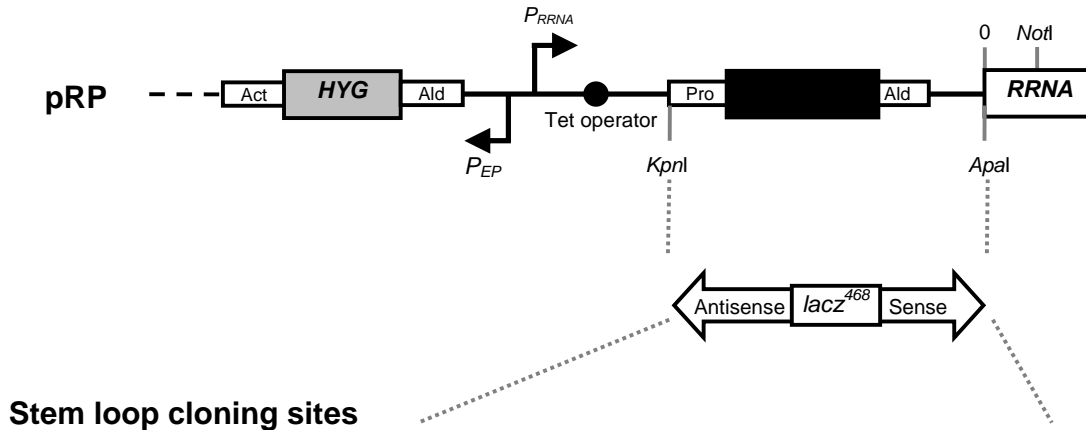 P_RRNA
0
NotI
pRP
Act
HYG
Ald
Pro
Ald
RRNA
Tet operator
P_EP
KpnI
ApaI
Antisense
lacz^468
Sense
Stem loop cloning sites